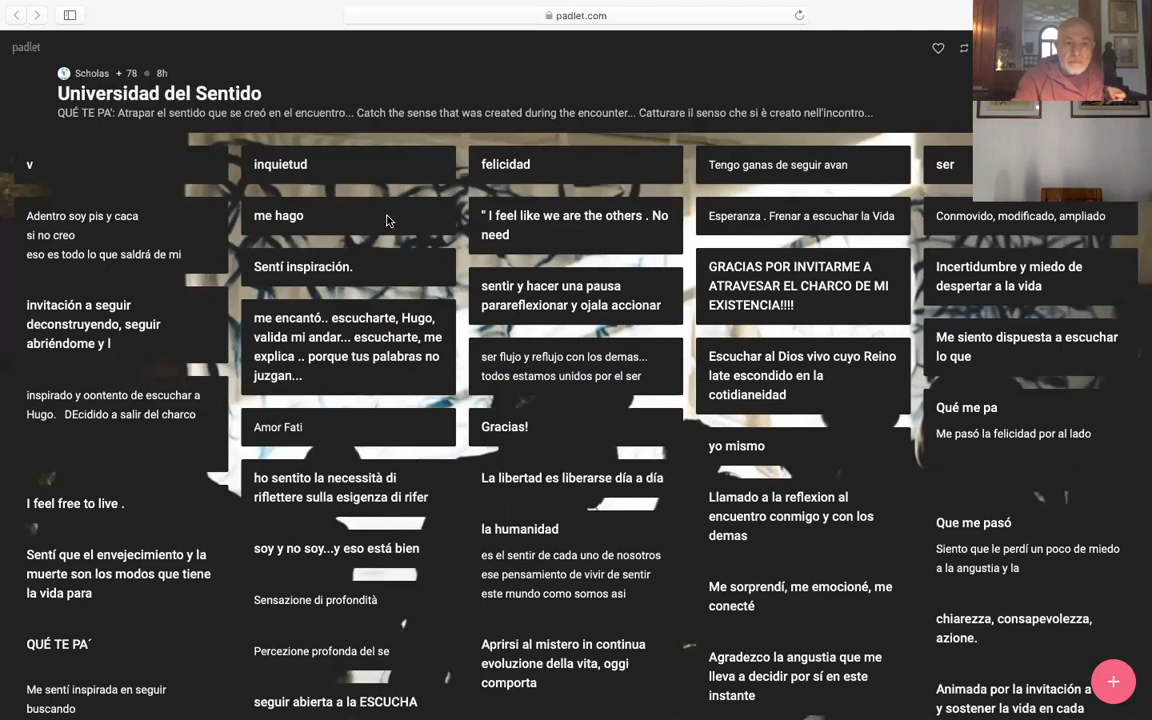 padlet.com
padlet
Scholas + 78 8h
Universidad del Sentido
QUÉ TE PA': Atrapar el sentido que se creó en el encuentro... Catch the sense that was created during the encounter... Catturare il senso che si è creato nell'incontro...
v
Adentro soy pis y caca
si no creo
eso es todo lo que saldrá de mi
invitación a seguir
deconstruyendo, seguir
abriéndome y l
inspirado y oontento de escuchar a
Hugo. DEcidido a salir del charco
I feel free to live .
Sentí que el envejecimiento y la
muerte son los modos que tiene
la vida para
QUÉ TE PA´
Me sentí inspirada en seguir
buscando
inquietud
me hago
Sentí inspiración.
me encantó.. escucharte, Hugo,
valida mi andar... escucharte, me
explica .. porque tus palabras no
juzgan...
Amor Fati
ho sentito la necessità di
riflettere sulla esigenza di rifer
soy y no soy...y eso está bien
Sensazione di profondità
Percezione profonda del se
seguir abierta a la ESCUCHA
felicidad
" I feel like we are the others . No
need
sentir y hacer una pausa
parareflexionar y ojala accionar
ser flujo y reflujo con los demas...
todos estamos unidos por el ser
Gracias!
La libertad es liberarse día a día
la humanidad
es el sentir de cada uno de nosotros
ese pensamiento de vivir de sentir
este mundo como somos asi
Aprirsi al mistero in continua
evoluzione della vita, oggi
comporta
Tengo ganas de seguir avan
Esperanza . Frenar a escuchar la Vida
GRACIAS POR INVITARME A
ATRAVESAR EL CHARCO DE MI
EXISTENCIA!!!!
Escuchar al Dios vivo cuyo Reino
late escondido en la
cotidianeidad
yo mismo
Llamado a la reflexion al
encuentro conmigo y con los
demas
Me sorprendí, me emocioné, me
conecté
Agradezco la angustia que me
lleva a decidir por sí en este
instante
ser
Conmovido, modificado, ampliado
Incertidumbre y miedo de
despertar a la vida
Me siento dispuesta a escuchar
lo que
Qué me pa
Me pasó la felicidad por al lado
Que me pasó
Siento que le perdí un poco de miedo
a la angustia y la
chiarezza, consapevolezza,
azione.
Animada por la invitación a
y sostener la vida en cada